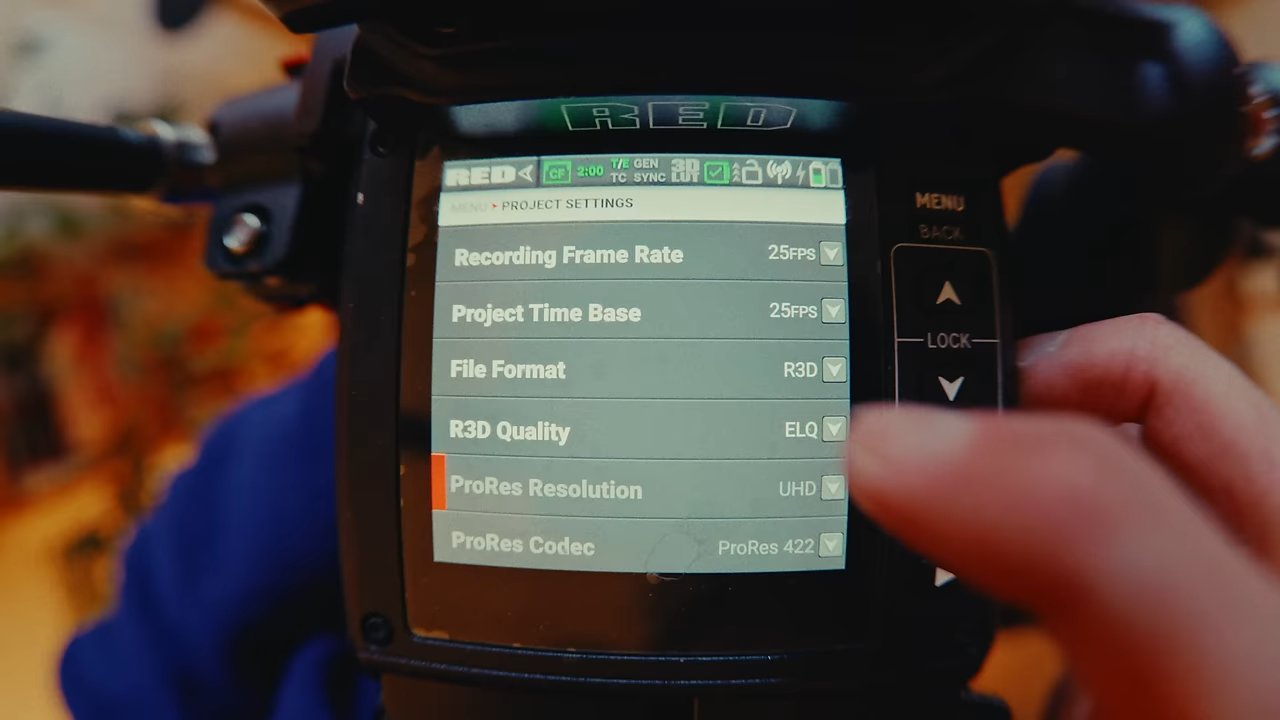 RED
RED CF 2:00 T/E TC GEN SYNC 3D LUT
MENU ➤ PROJECT SETTINGS
Recording Frame Rate 25FPS
Project Time Base 25FPS
File Format R3D
R3D Quality ELQ
ProRes Resolution UHD
ProRes Codec ProRes 422
MENU
BACK
LOCK